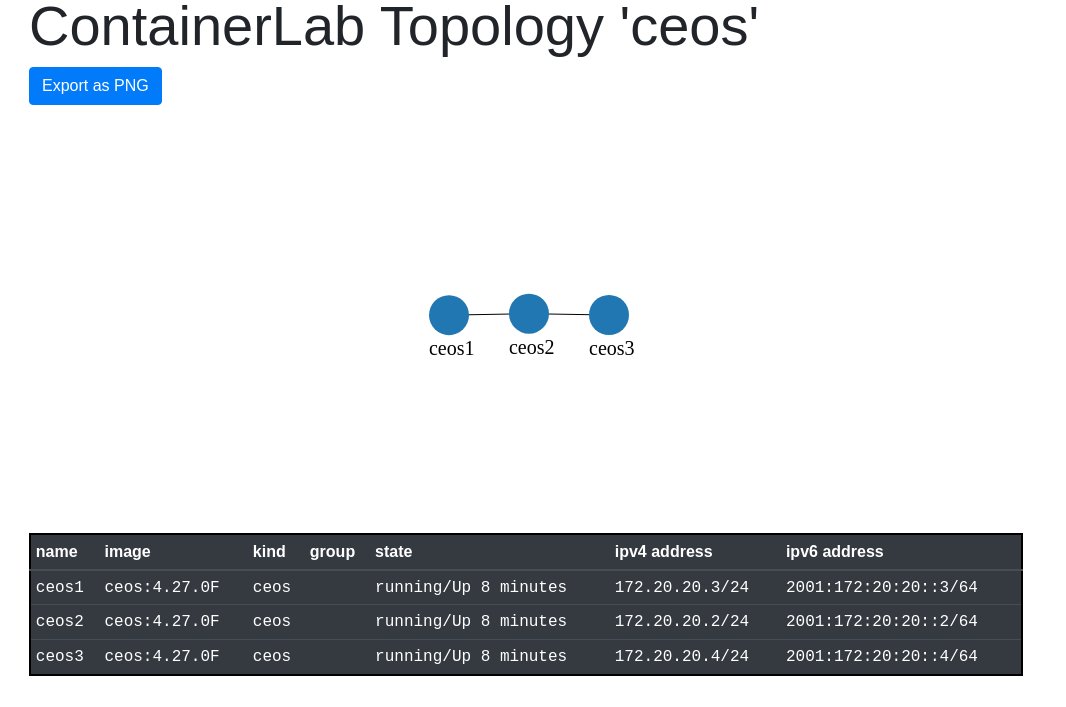 ContainerLab Topology 'ceos'
Export as PNG
ceos1 ceos2 ceos3
name image kind group state ipv4 address ipv6 address
ceos1 ceos:4.27.0F ceos running/Up 8 minutes 172.20.20.3/24 2001:172:20:20::3/64
ceos2 ceos:4.27.0F ceos running/Up 8 minutes 172.20.20.2/24 2001:172:20:20::2/64
ceos3 ceos:4.27.0F ceos running/Up 8 minutes 172.20.20.4/24 2001:172:20:20::4/64